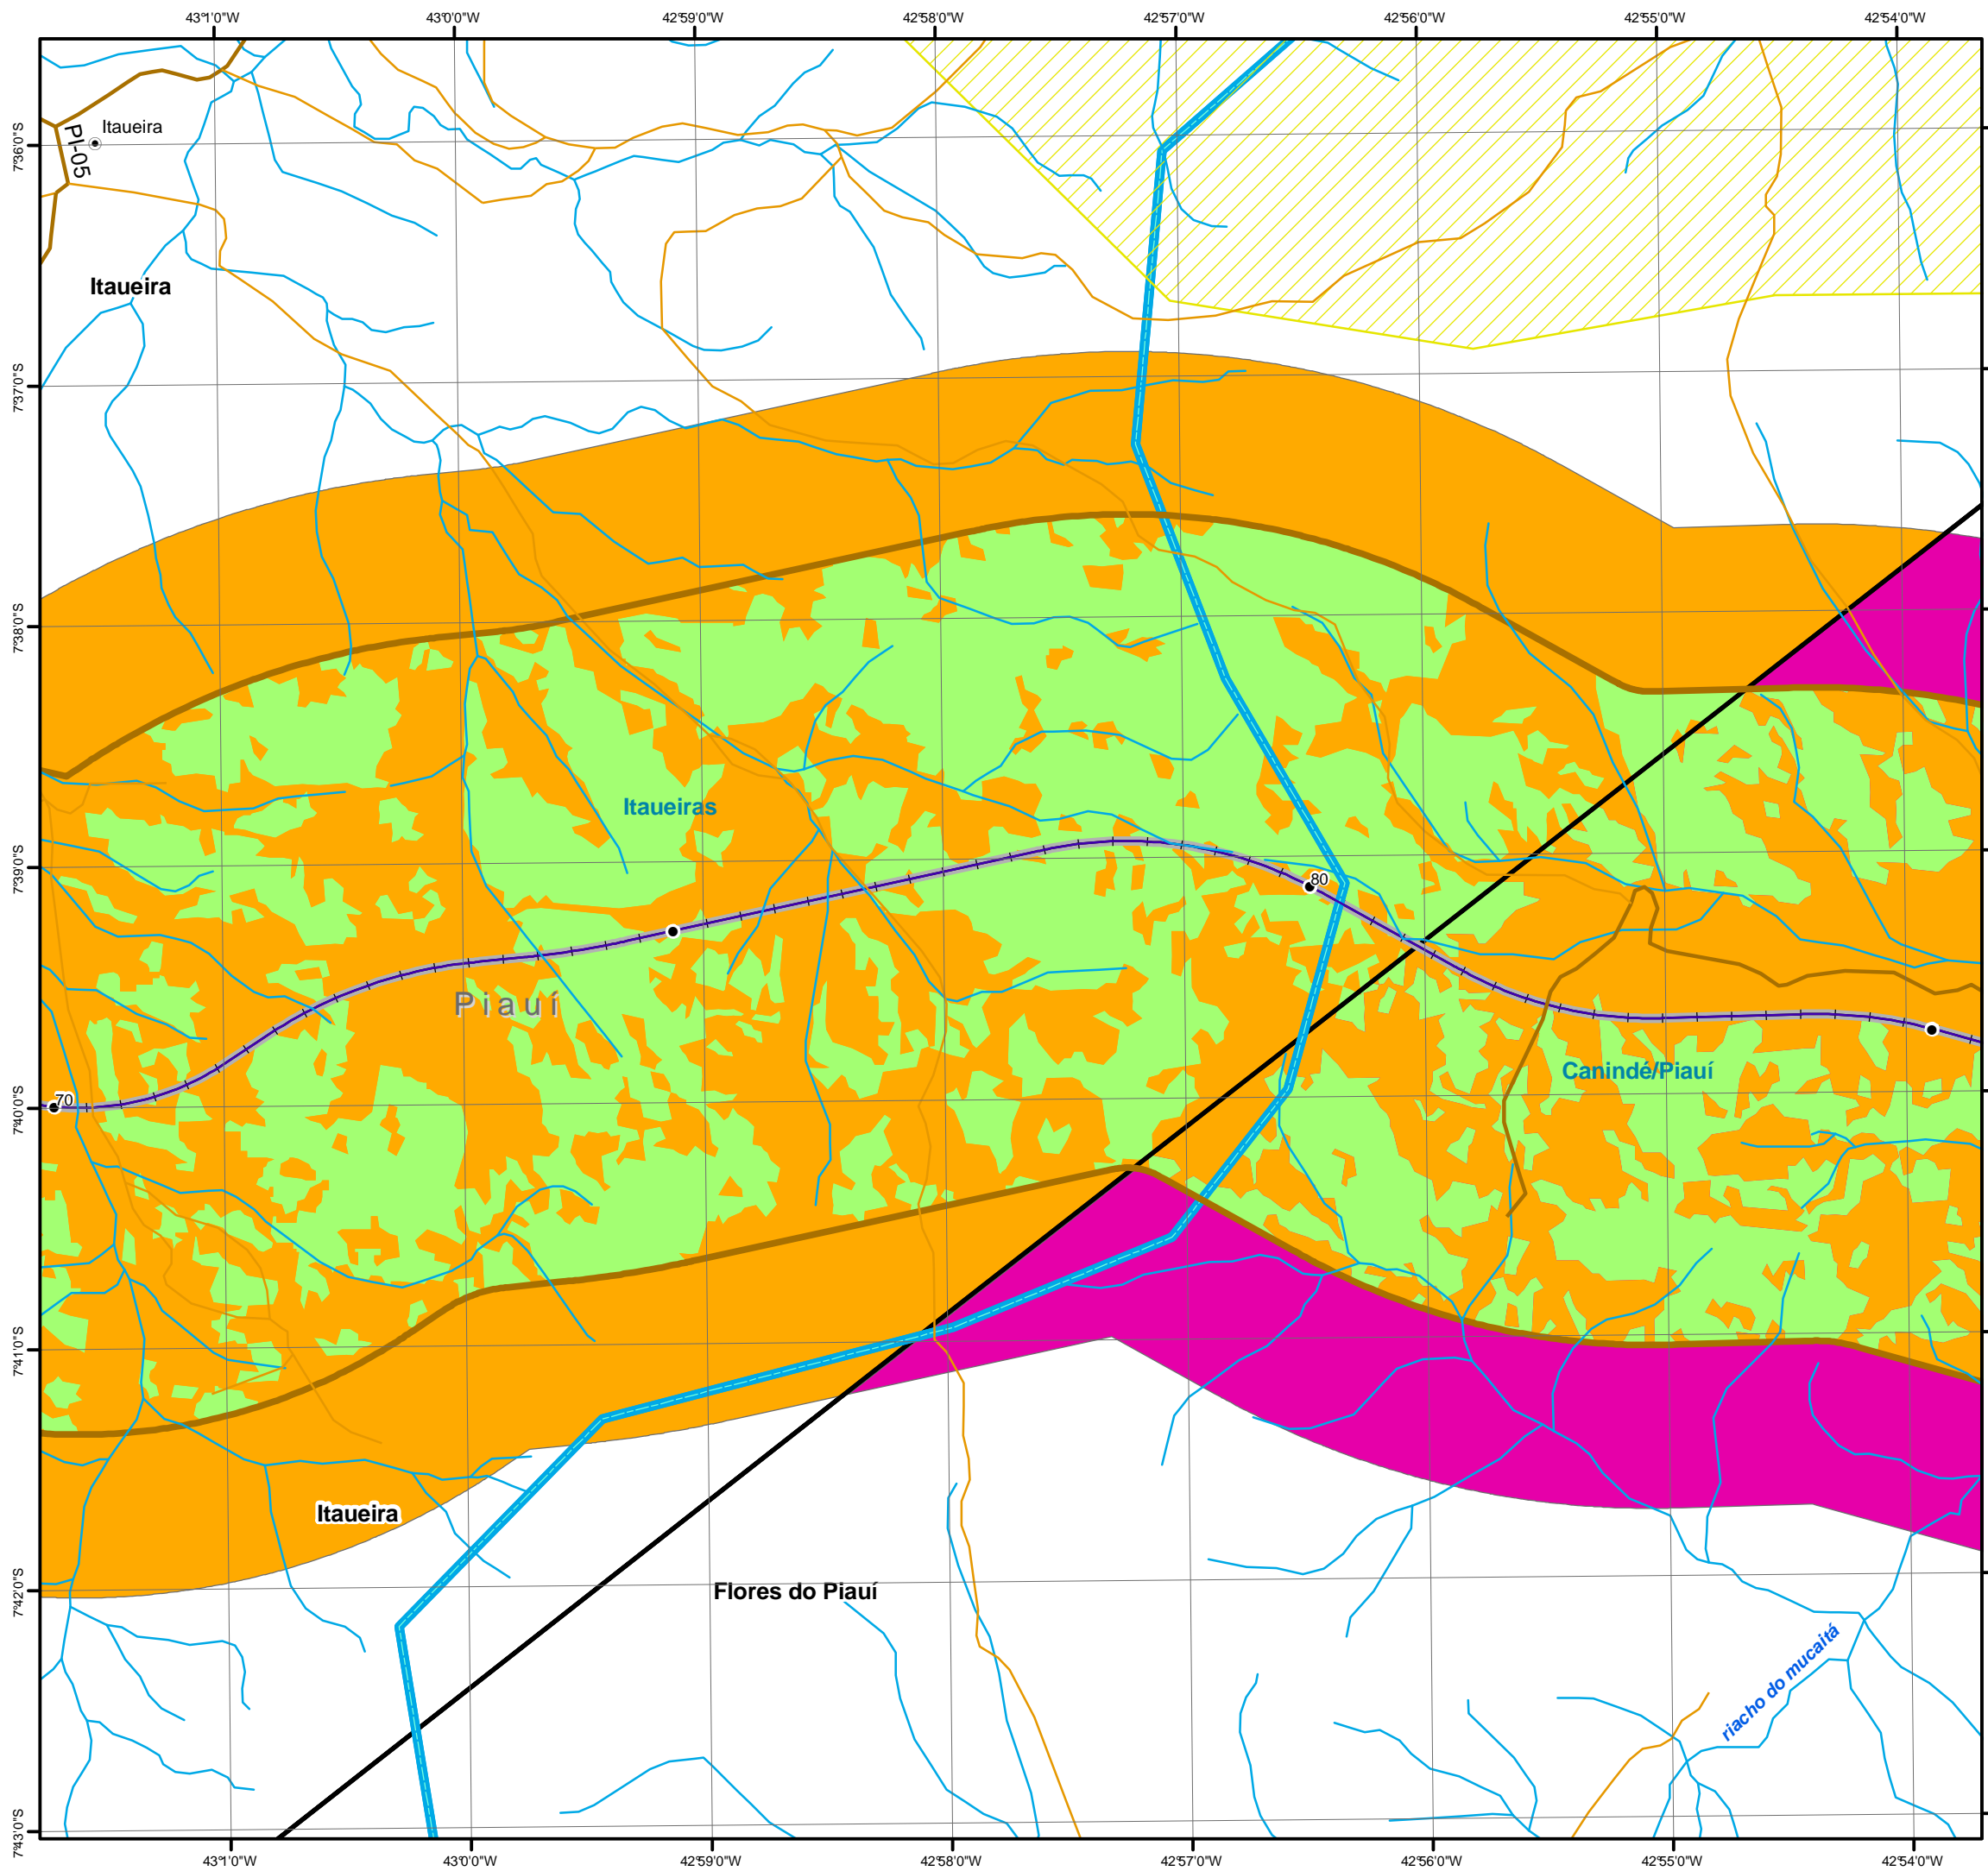 43°1'0"W 43°0'0"W 42°59'0"W 42°58'0"W 42°57'0"W 42°56'0"W 42°55'0"W 42°54'0"W
7°36'0"S
Itaueira
PI-05
Itaueira
7°37'0"S
7°38'0"S
Itaueiras
7°39'0"S
80
Piauí
Canindé/Piauí
70
7°40'0"S
7°41'0"S
Itaueira
7°42'0"S
Flores do Piauí
riacho do mucaitá
7°43'0"S
43°1'0"W 43°0'0"W 42°59'0"W 42°58'0"W 42°57'0"W 42°56'0"W 42°55'0"W 42°54'0"W